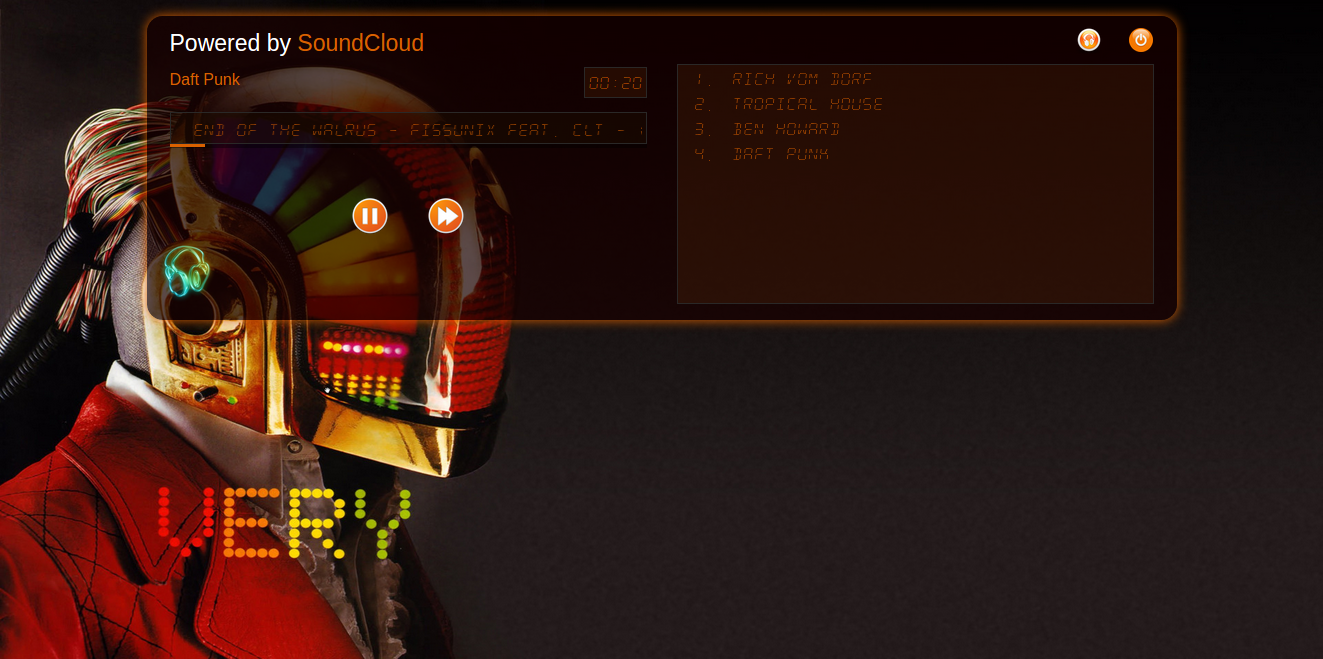 Powered by SoundCloud
Daft Punk
00:20
END OF THE WALRUS - FISSUNIX FEAT. CLT -
1. RICH VOM DORF
2. TROPICAL HOUSE
3. BEN HOWARD
4. DAFT PUNK
VERY